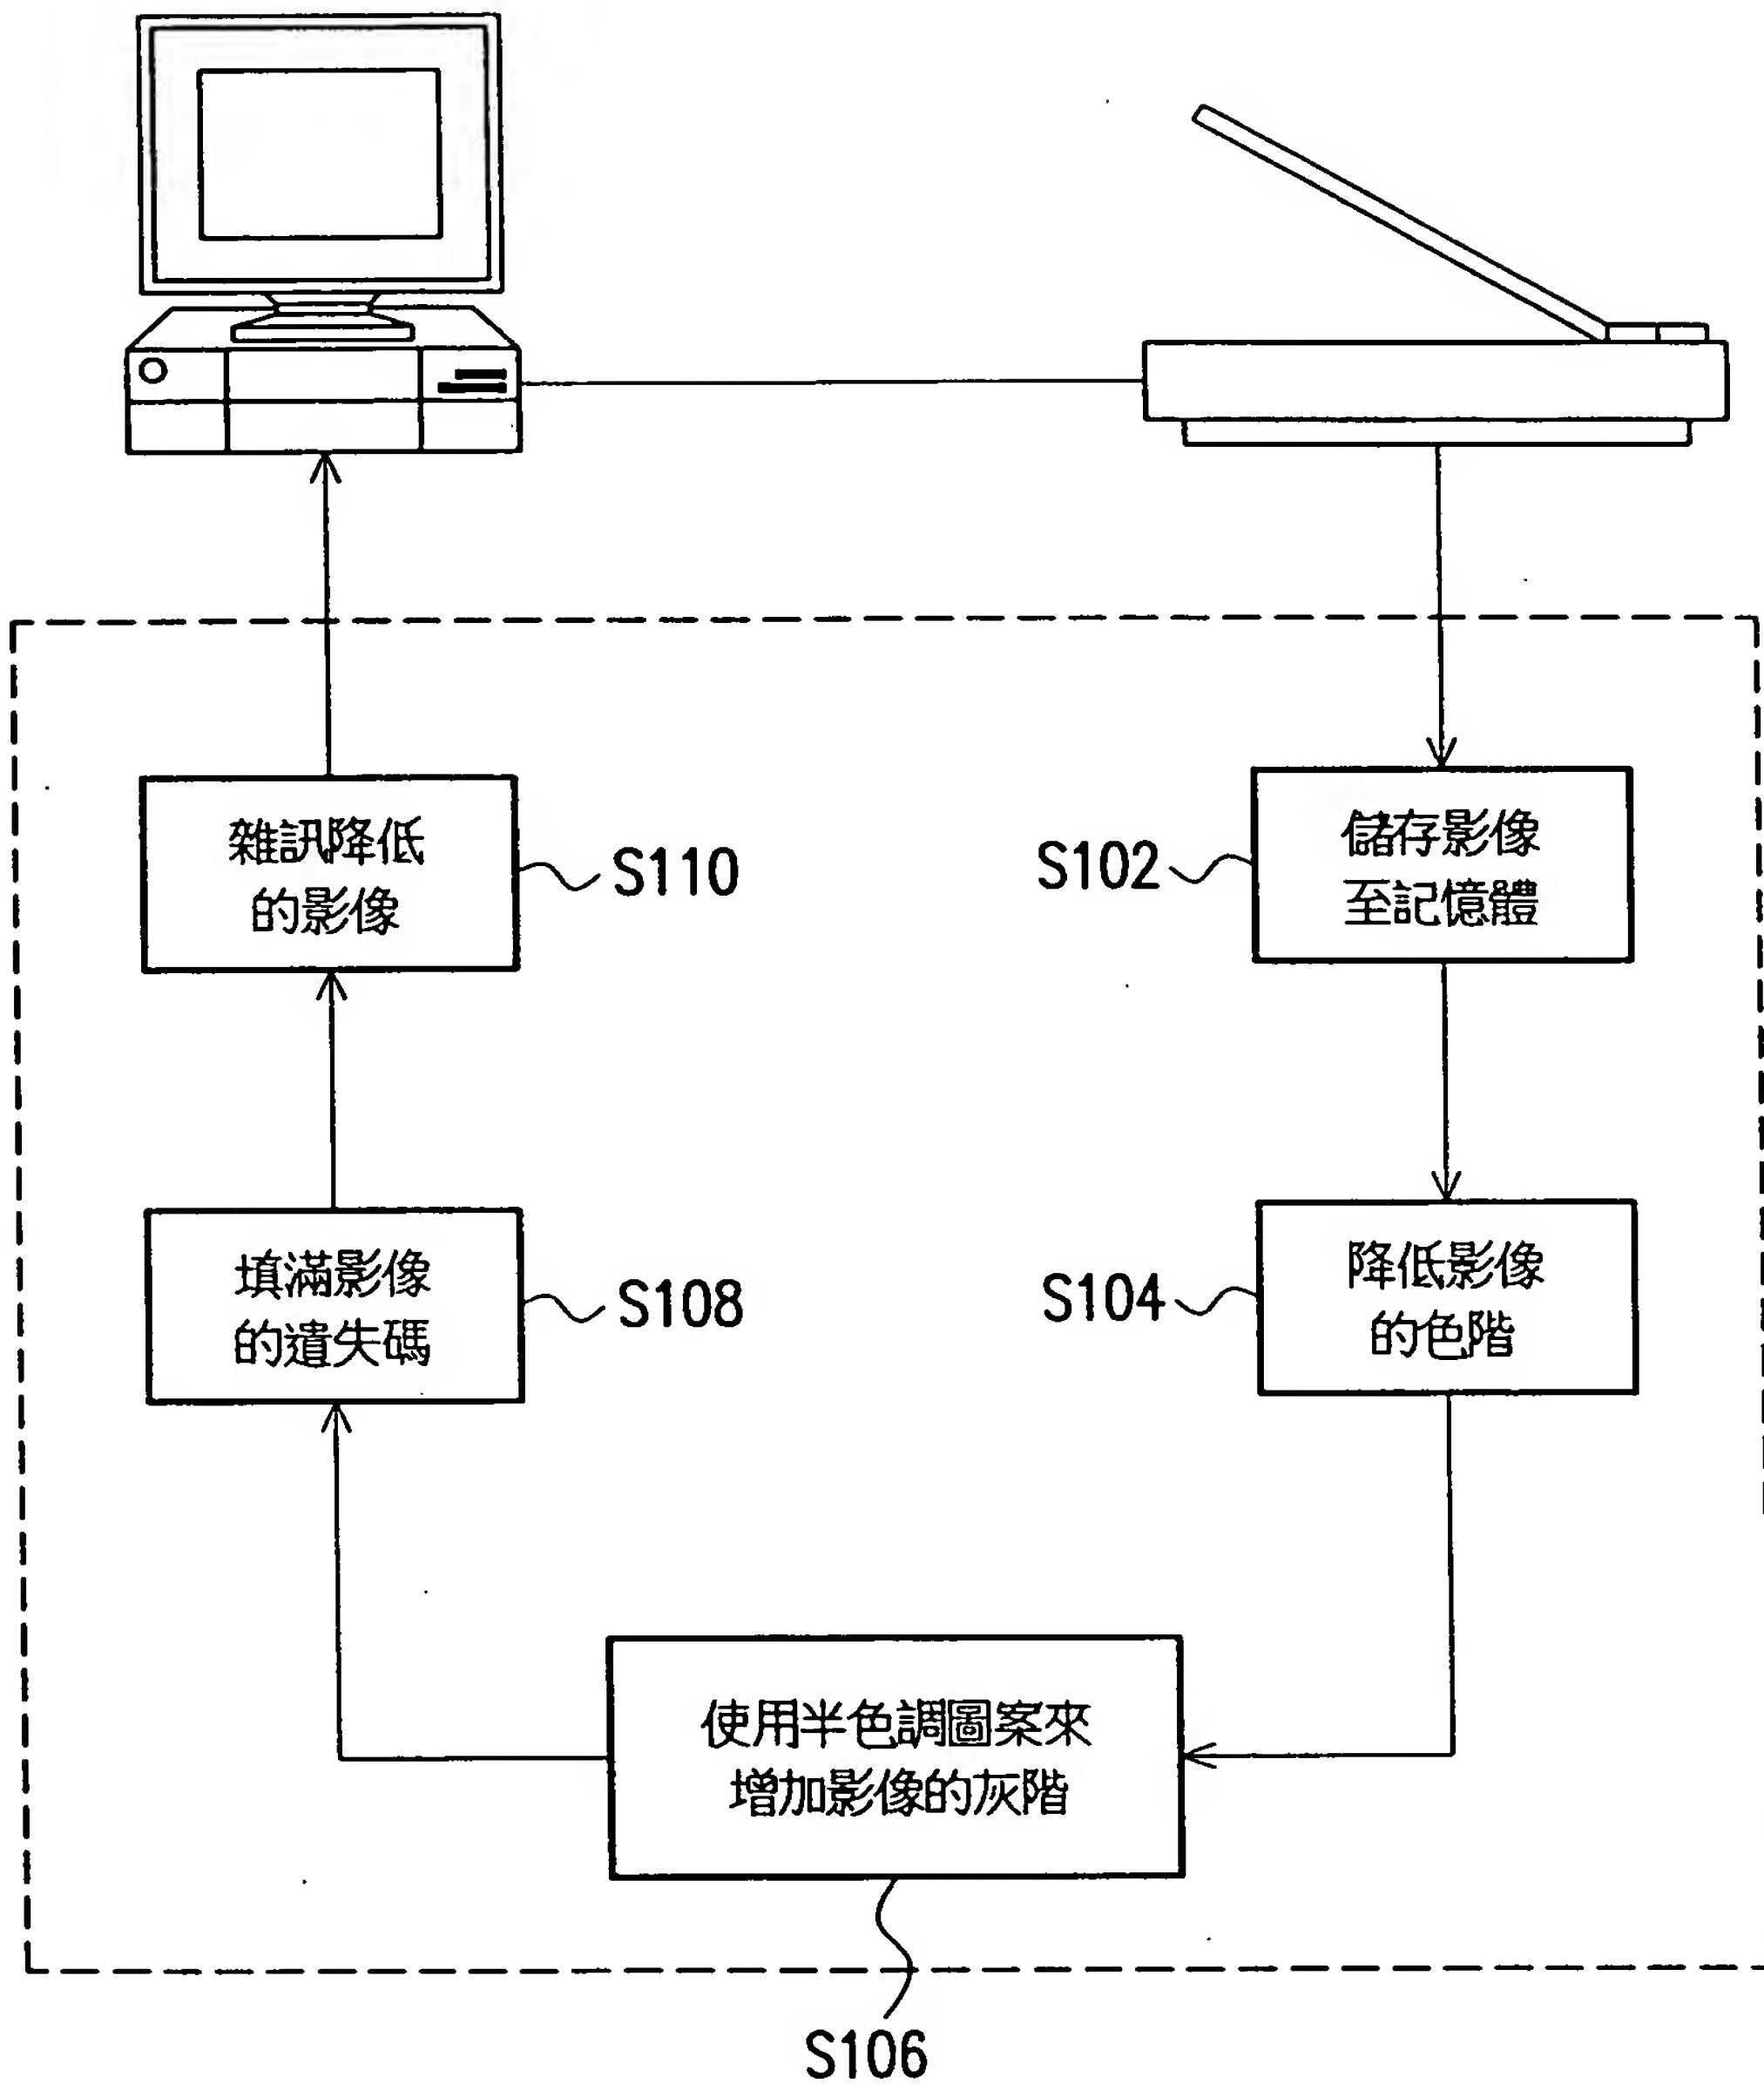 雜訊降低
的影像
S110
S102
儲存影像
至記憶體
填滿影像
的遺失碼
S108
S104
降低影像
的色階
使用半色調圖案來
增加影像的灰階
S106